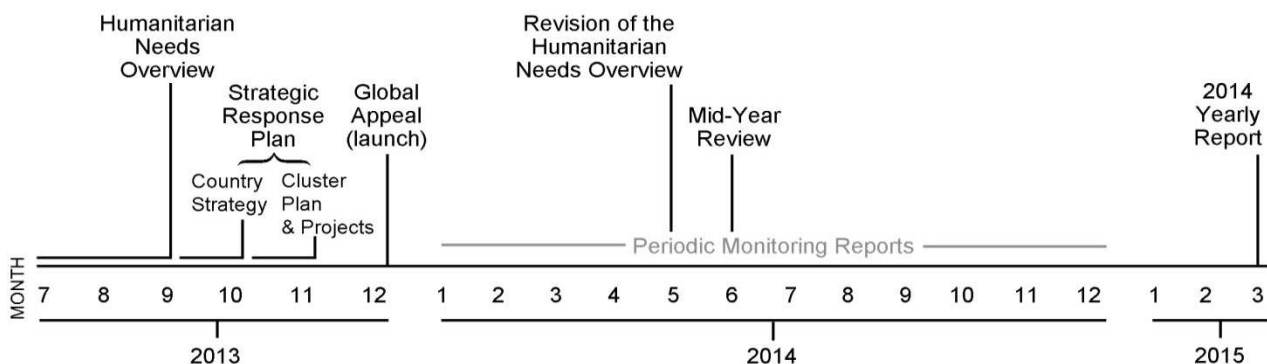 Humanitarian
Needs
Overview
Strategic
Response
Plan
Country
Strategy
Cluster
Plan
& Projects
Global
Appeal
(launch)
Revision of the
Humanitarian
Needs Overview
Mid-Year
Review
2014
Yearly
Report
Periodic Monitoring Reports
MONTH
7 8 9 10 11 12 1 2 3 4 5 6 7 8 9 10 11 12 1 2 3
2013 2014 2015